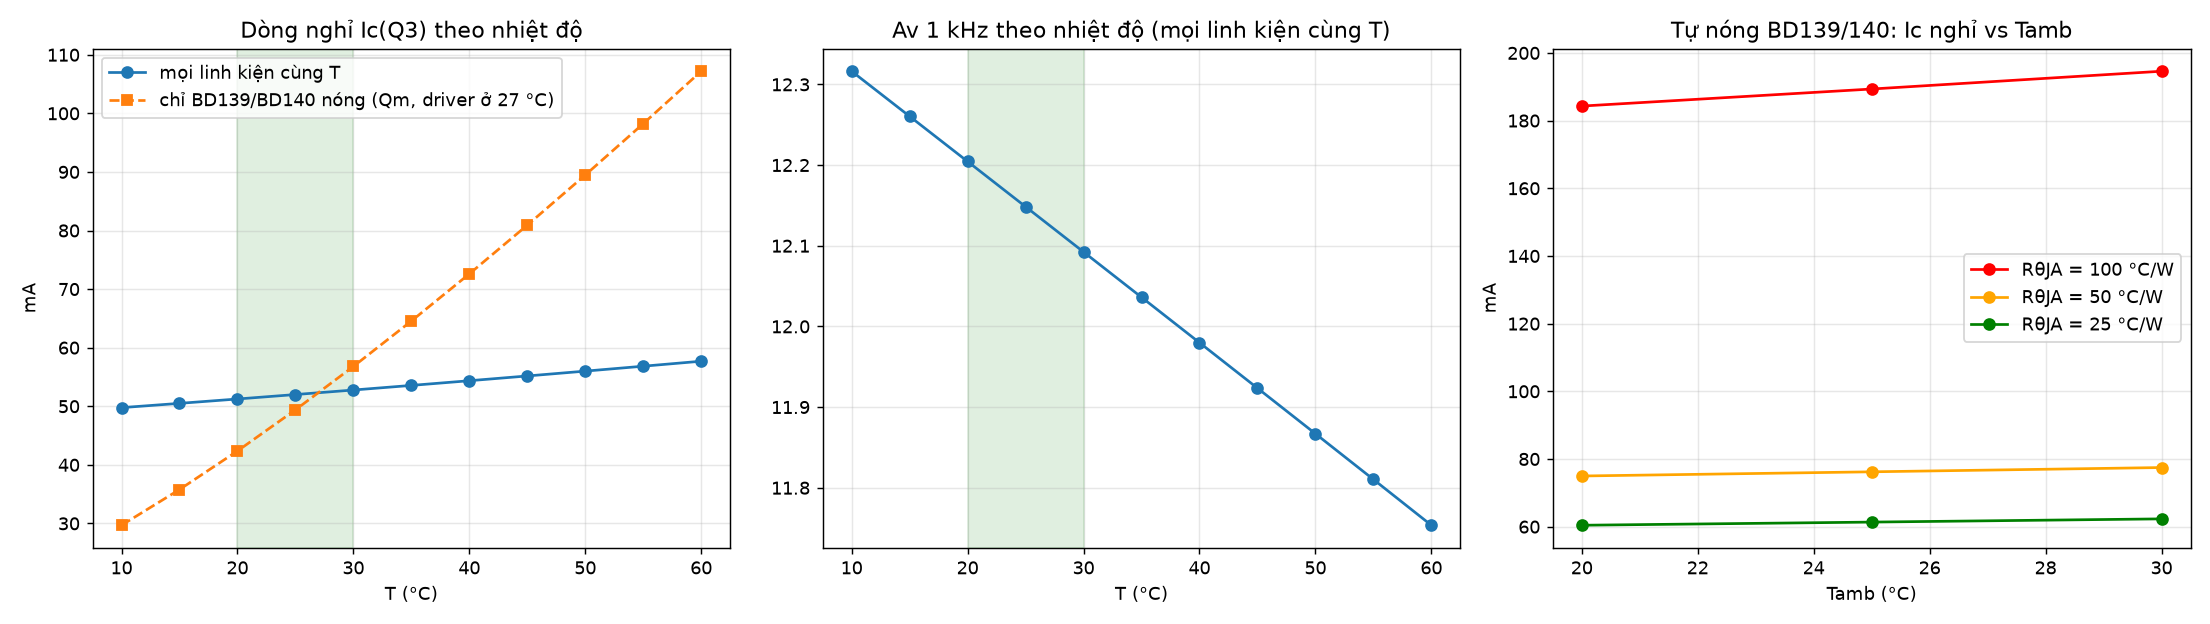 Dòng nghỉ Ic(Q3) theo nhiệt độ
mA
110
100
90
80
70
60
50
40
30
mọi linh kiện cùng T
chỉ BD139/BD140 nóng (Qm, driver ở 27 °C)
10 20 30 40 50 60
T (°C)
Av 1 kHz theo nhiệt độ (mọi linh kiện cùng T)
12.3
12.2
12.1
12.0
11.9
11.8
10 20 30 40 50 60
T (°C)
Tự nóng BD139/140: Ic nghỉ vs Tamb
mA
200
180
160
140
120
100
80
60
RθJA = 100 °C/W
RθJA = 50 °C/W
RθJA = 25 °C/W
20 22 24 26 28 30
Tamb (°C)